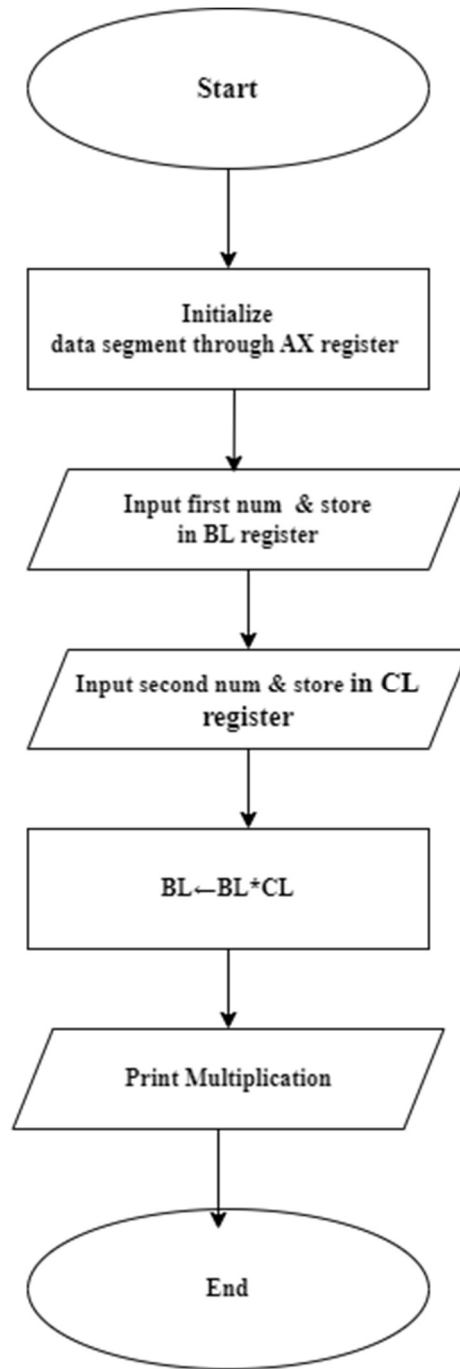 Start
Initialize
data segment through AX register
Input first num & store
in BL register
Input second num & store in CL
register
BL←BL*CL
Print Multiplication
End